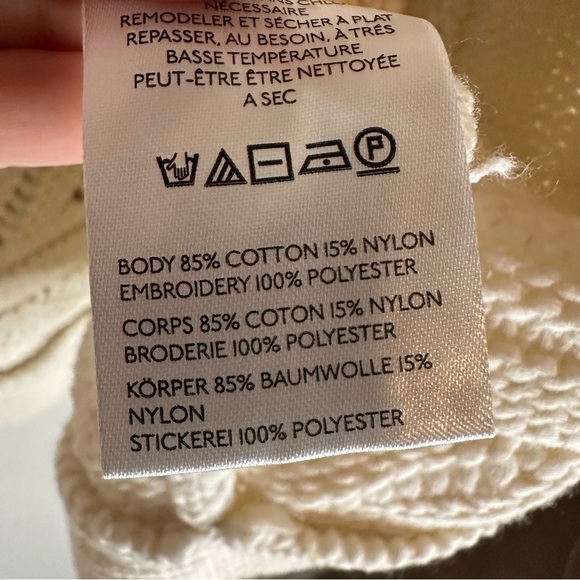 NÉCESSAIRE
REMODELER ET SÉCHER À PLAT
REPASSER, AU BESOIN, À TRÉS
BASSE TEMPÉRATURE
PEUT-ÊTRE ÊTRE NETTOYÉE
A SEC
P
BODY 85% COTTON 15% NYLON
EMBROIDERY 100% POLYESTER
CORPS 85% COTON 15% NYLON
BRODERIE 100% POLYESTER
KÖRPER 85% BAUMWOLLE 15%
NYLON
STICKEREI 100% POLYESTER